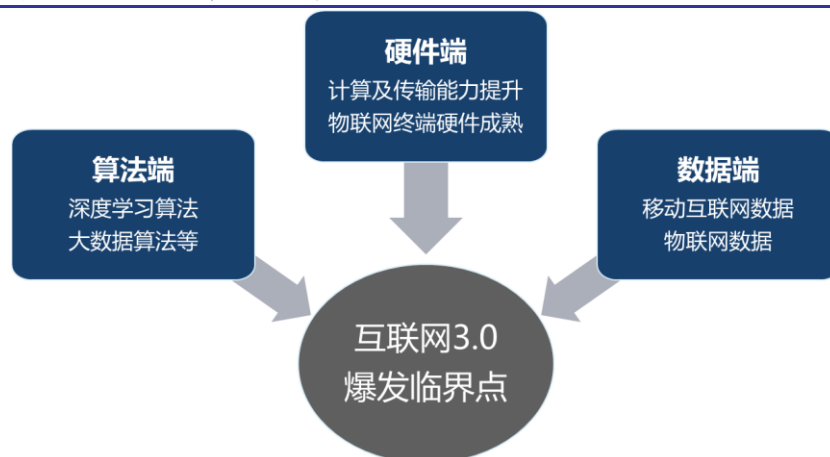 硬件端
计算及传输能力提升
物联网终端硬件成熟
算法端
深度学习算法
大数据算法等
数据端
移动互联网数据
物联网数据
互联网3.0
爆发临界点